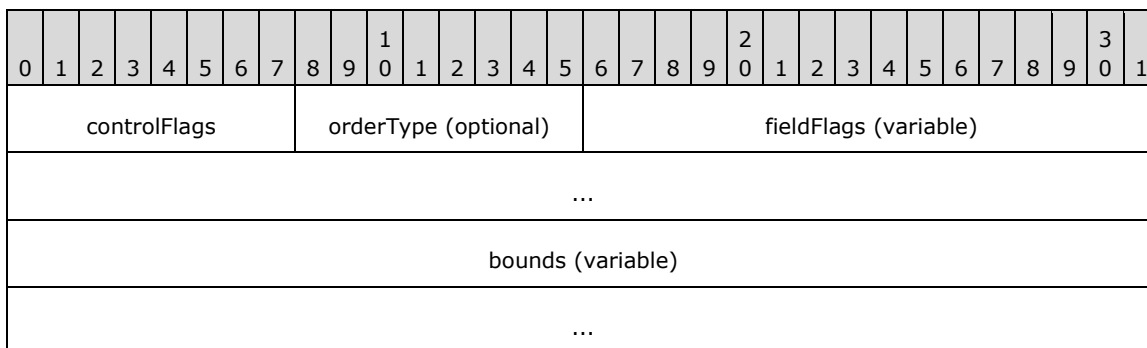 1 2 3
0 1 2 3 4 5 6 7 8 9 0 1 2 3 4 5 6 7 8 9 0 1 2 3 4 5 6 7 8 9 0 1
controlFlags orderType (optional) fieldFlags (variable)
...
bounds (variable)
...